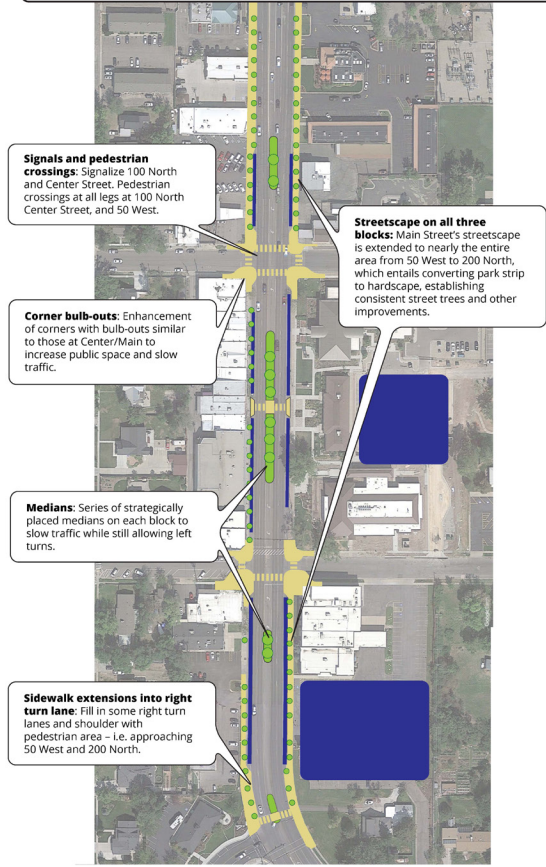 Signals and pedestrian
crossings: Signalize 100 North
and Center Street. Pedestrian
crossings at all legs at 100 North
Center Street, and 50 West.
Streetscape on all three
blocks: Main Street's streetscape
is extended to nearly the entire
area from 50 West to 200 North,
which entails converting park strip
to hardscape, establishing
consistent street trees and other
improvements.
Corner bulb-outs: Enhancement
of corners with bulb-outs similar
to those at Center/Main to
increase public space and slow
traffic.
Medians: Series of strategically
placed medians on each block to
slow traffic while still allowing left
turns.
Sidewalk extensions into right
turn lane: Fill in some right turn
lanes and shoulder with
pedestrian area – i.e. approaching
50 West and 200 North.